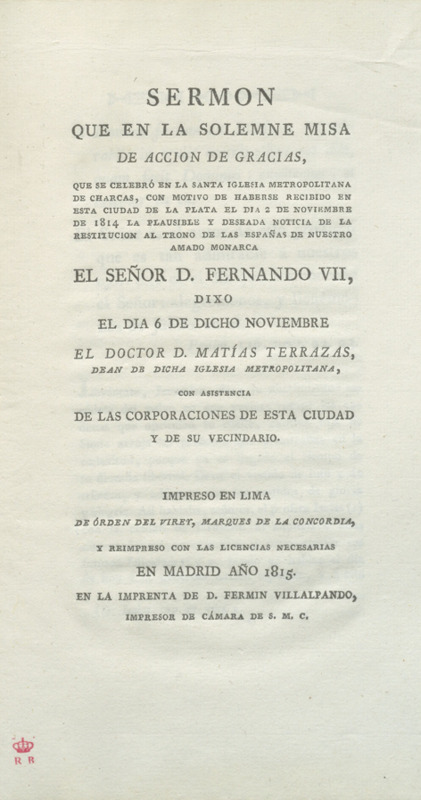 SERMON
QUE EN LA SOLEMNE MISA
DE ACCION DE GRACIAS,
QUE SE CELEBRÓ EN LA SANTA IGLESIA METROPOLITANA
DE CHARCAS, CON MOTIVO DE HABERSE RECIBIDO EN
ESTA CIUDAD DE LA PLATA EL DIA 2 DE NOVIEMBRE
DE 1814 LA PLAUSIBLE Y DESEADA NOTICIA DE LA
RESTITUCION AL TRONO DE LAS ESPAÑAS DE NUESTRO
AMADO MONARCA
EL SEÑOR D. FERNANDO VII,
DIXO
EL DIA 6 DE DICHO NOVIEMBRE
EL DOCTOR D. MATÍAS TERRAZAS,
DEAN DE DICHA IGLESIA METROPOLITANA,
CON ASISTENCIA
DE LAS CORPORACIONES DE ESTA CIUDAD
Y DE SU VECINDARIO.
IMPRESO EN LIMA
DE ÓRDEN DEL VIREY, MARQUES DE LA CONCORDIA,
Y REIMPRESO CON LAS LICENCIAS NECESARIAS
EN MADRID AÑO 1815.
EN LA IMPRENTA DE D. FERMIN VILLALPANDO,
IMPRESOR DE CÁMARA DE S. M. C.
R B